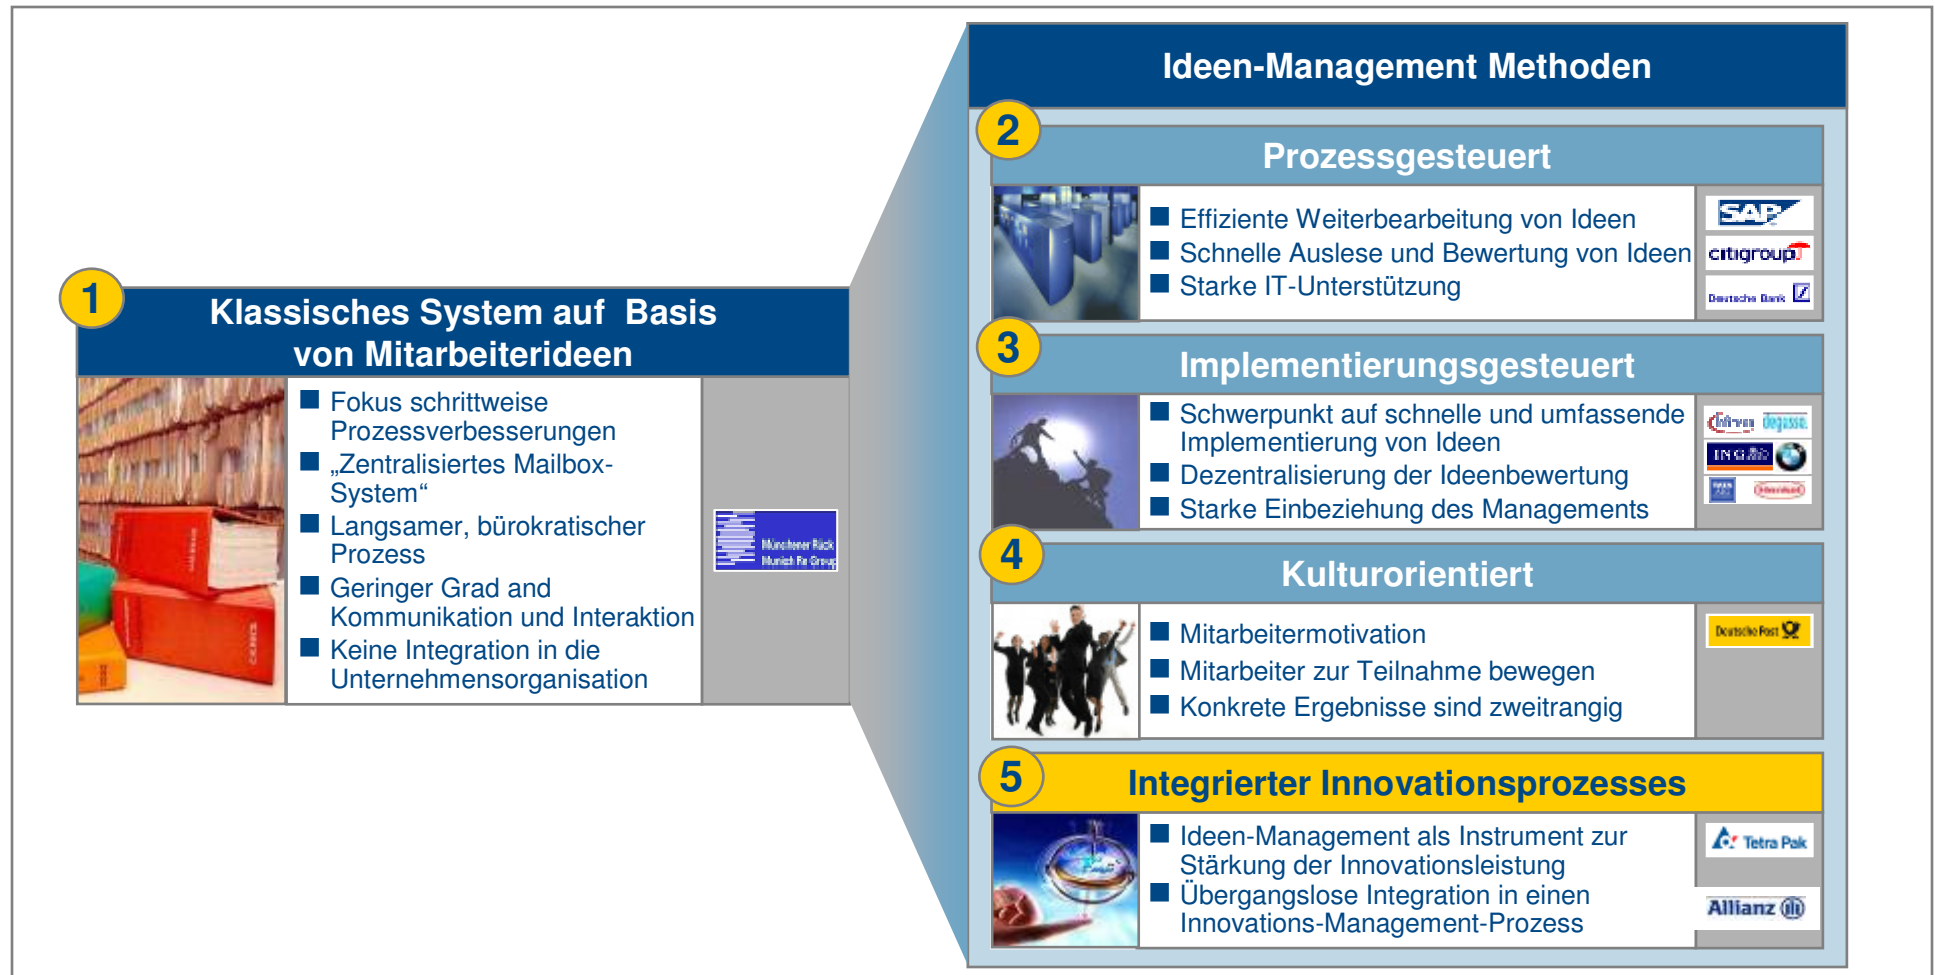 1
Klassisches System auf Basis
von Mitarbeiterideen
Fokus schrittweise
Prozessverbesserungen
„Zentralisiertes Mailbox-
System“
Langsamer, bürokratischer
Prozess
Geringer Grad and
Kommunikation und Interaktion
Keine Integration in die
Unternehmensorganisation
Münchener Rück
Munich Re Group
Ideen-Management Methoden
2
Prozessgesteuert
Effiziente Weiterbearbeitung von Ideen
Schnelle Auslese und Bewertung von Ideen
Starke IT-Unterstützung
SAP
citigroup
Deutsche Bank
3
Implementierungsgesteuert
Schwerpunkt auf schnelle und umfassende
Implementierung von Ideen
Dezentralisierung der Ideenbewertung
Starke Einbeziehung des Managements
Infineon degussa.
ING
4
Kulturorientiert
Mitarbeitermotivation
Mitarbeiter zur Teilnahme bewegen
Konkrete Ergebnisse sind zweitrangig
Deutsche Post
5
Integrierter Innovationsprozesses
Ideen-Management als Instrument zur
Stärkung der Innovationsleistung
Übergangslose Integration in einen
Innovations-Management-Prozess
Tetra Pak
Allianz